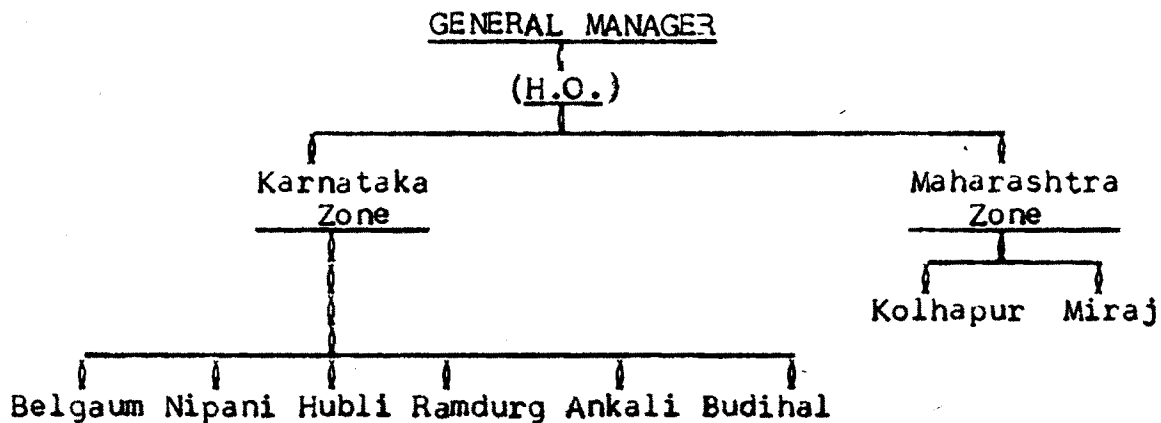 GENERAL MANAGER
(H.O.)
Karnataka Zone
Maharashtra Zone
Kolhapur Miraj
Belgaum Nipani Hubli Ramdurg Ankali Budihal